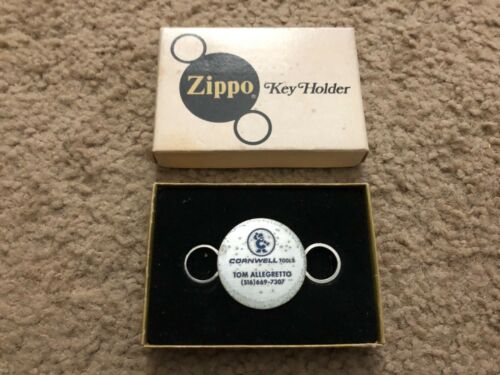 Zippo® Key Holder
CORNWELL TOOLS
TOM ALLEGRETTO
(516)669-7307